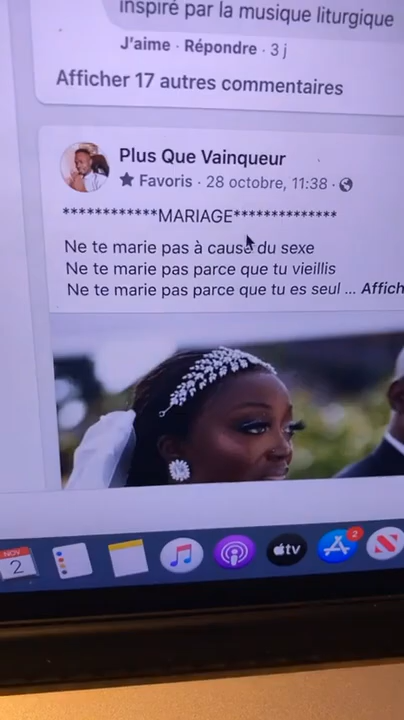 inspiré par la musique liturgique
J'aime · Répondre · 3 j
Afficher 17 autres commentaires
Plus Que Vainqueur
Favoris · 28 octobre, 11:38 ·
************MARIAGE**************
Ne te marie pas à cause du sexe
Ne te marie pas parce que tu vieillis
Ne te marie pas parce que tu es seul ... Affich
NOV
2
tv
2